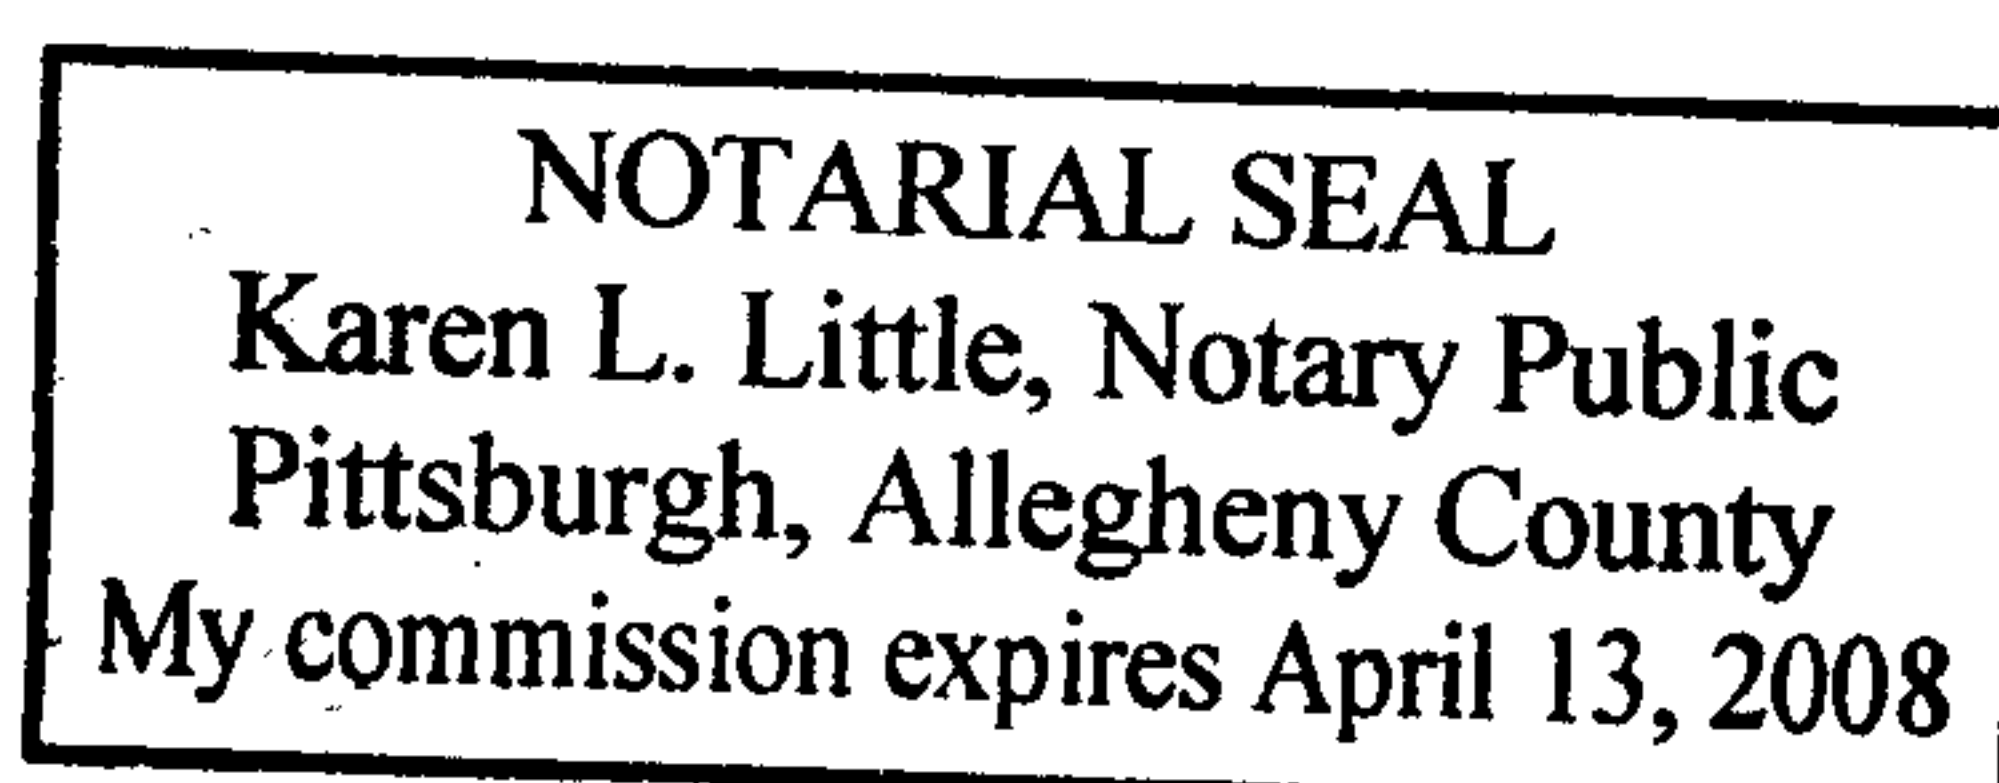 NOTARIAL SEAL
Karen L. Little, Notary Public
Pittsburgh, Allegheny County
My commission expires April 13, 2008